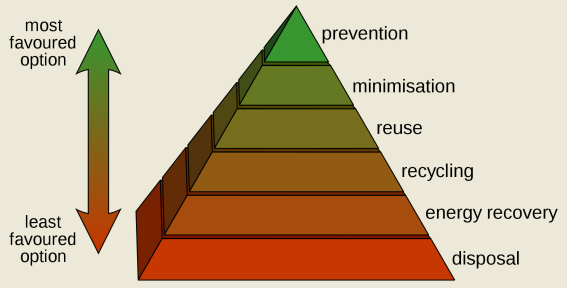 most
favoured
option
prevention
minimisation
reuse
recycling
energy recovery
disposal
least
favoured
option